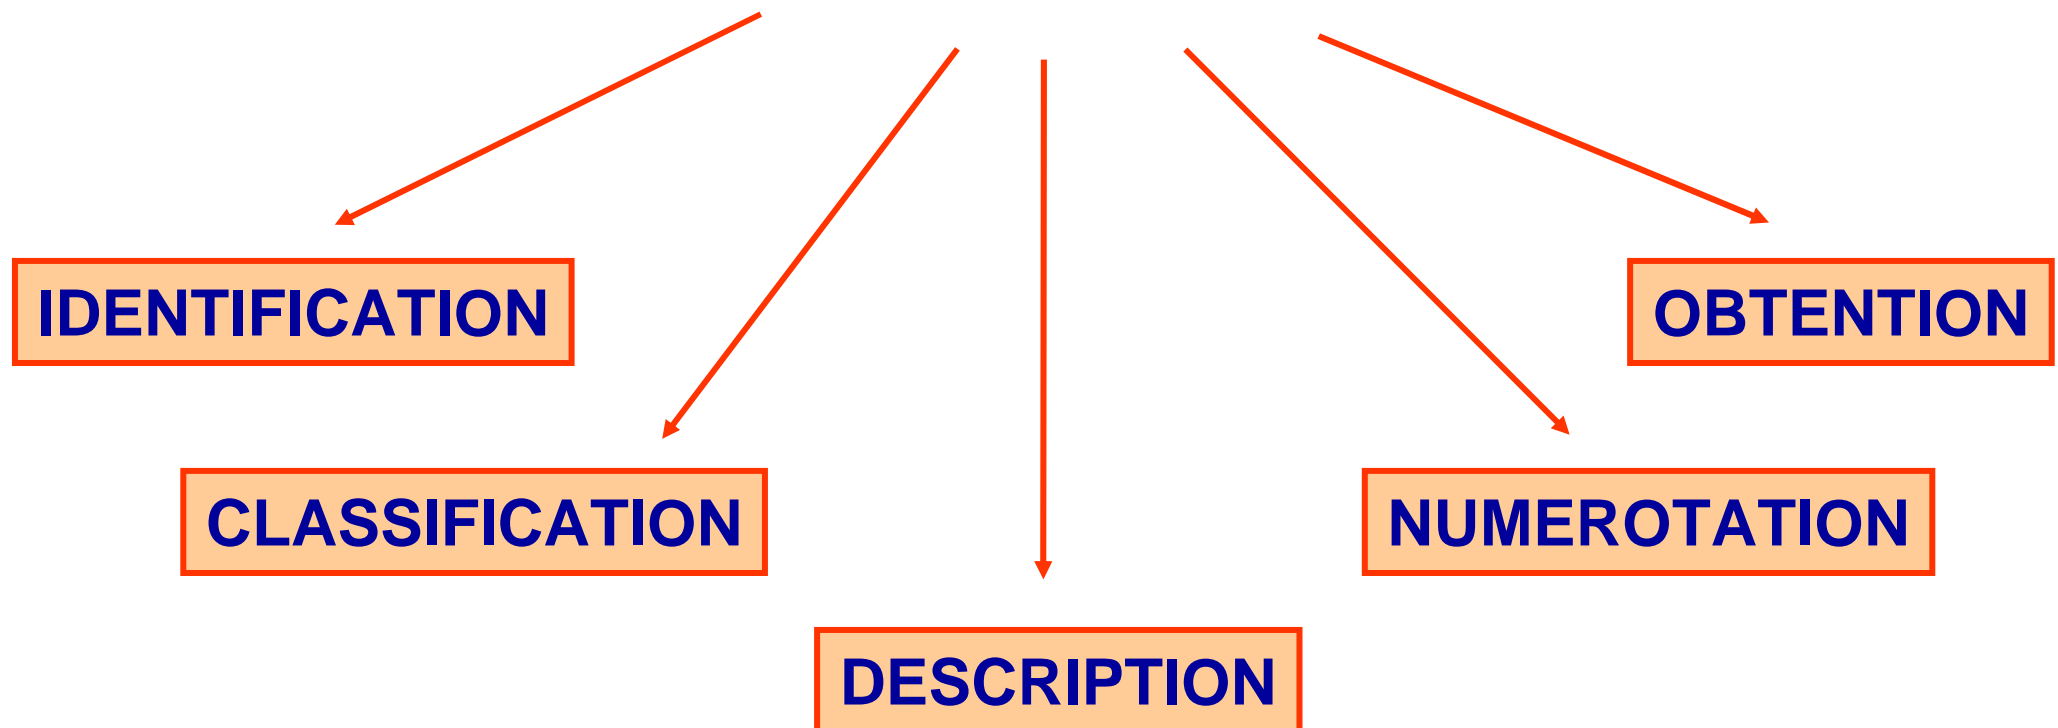 IDENTIFICATION
OBTENTION
CLASSIFICATION
NUMEROTATION
DESCRIPTION